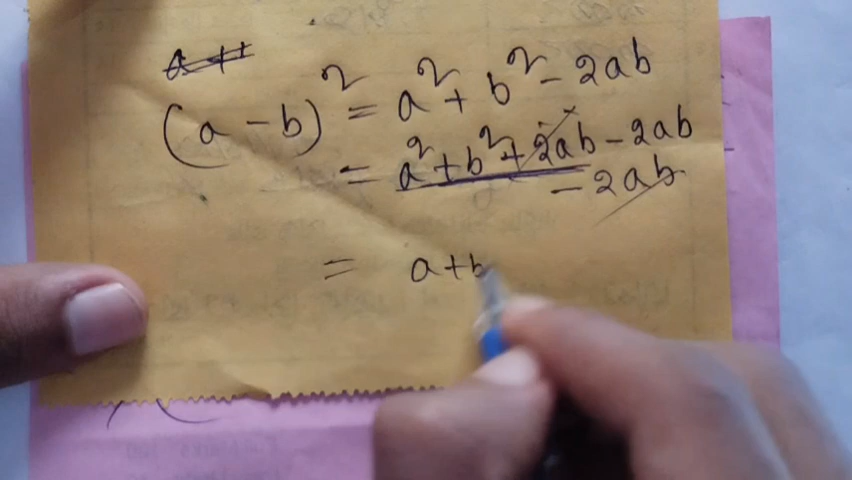 (a - b)² = a² + b² - 2ab
= a² + b² + 2ab - 2ab
- 2ab
= a + b